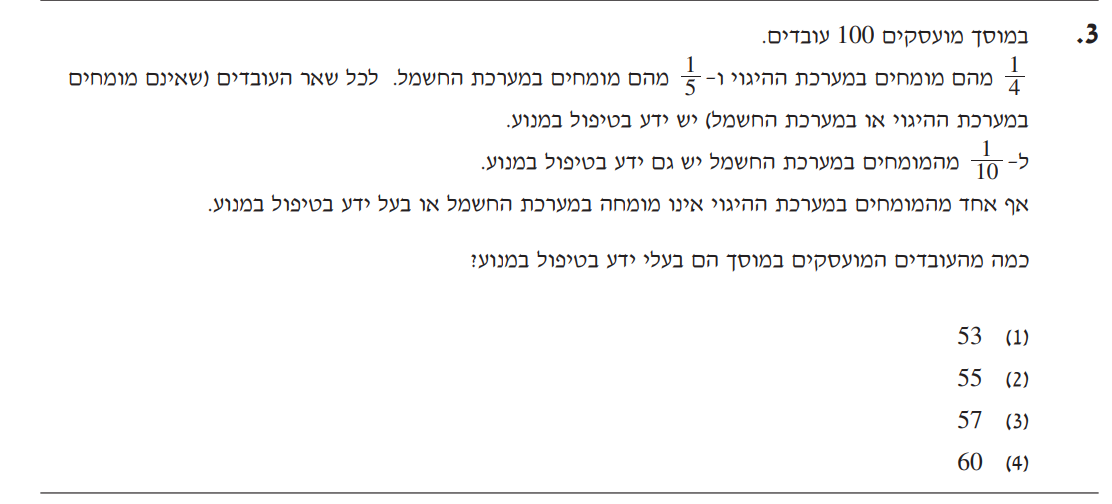 3. במוסך מועסקים 100 עובדים.
1/4 מהם מומחים במערכת ההיגוי ו-1/5 מהם מומחים במערכת החשמל. לכל שאר העובדים (שאינם מומחים
במערכת ההיגוי או במערכת החשמל) יש ידע בטיפול במנוע.
ל-1/10 מהמומחים במערכת החשמל יש גם ידע בטיפול במנוע.
אף אחד מהמומחים במערכת ההיגוי אינו מומחה במערכת החשמל או בעל ידע בטיפול במנוע.
כמה מהעובדים המועסקים במוסך הם בעלי ידע בטיפול במנוע?
(1) 53
(2) 55
(3) 57
(4) 60